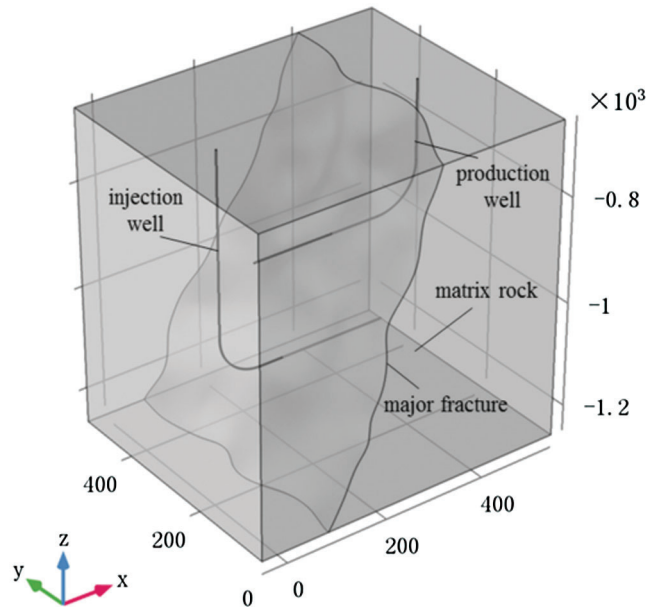 ×10³
production
well
-0.8
injection
well
matrix rock
-1
major fracture
-1.2
400
400
200
200
0
0
z
y
x